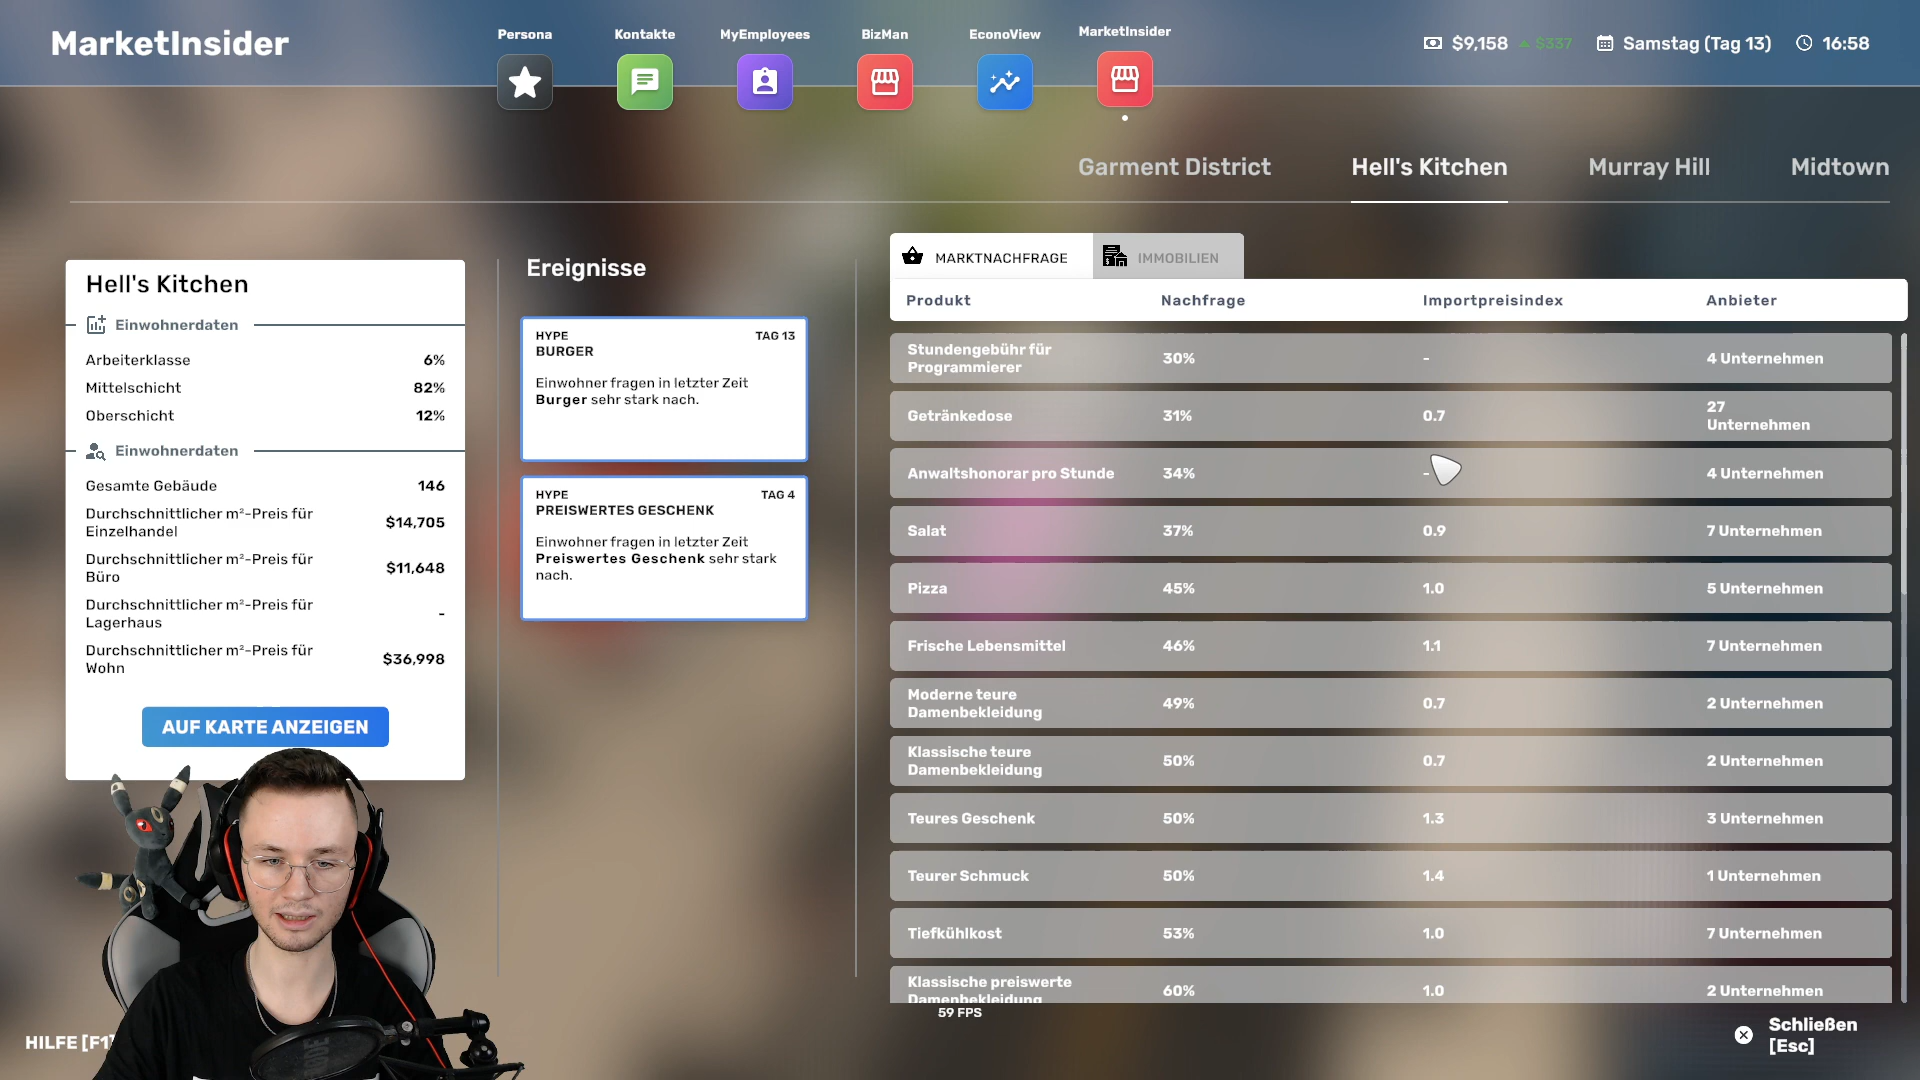 MarketInsider
Persona
Kontakte
MyEmployees
BizMan
EconoView
MarketInsider
$9,158 $337
Samstag (Tag 13)
16:58
Garment District
Hell's Kitchen
Murray Hill
Midtown
Hell's Kitchen
Einwohnerdaten
Arbeiterklasse 6%
Mittelschicht 82%
Oberschicht 12%
Einwohnerdaten
Gesamte Gebäude 146
Durchschnittlicher m²-Preis für
Einzelhandel $14,705
Durchschnittlicher m²-Preis für
Büro $11,648
Durchschnittlicher m²-Preis für
Lagerhaus -
Durchschnittlicher m²-Preis für
Wohn $36,998
AUF KARTE ANZEIGEN
Ereignisse
HYPE TAG 13
BURGER
Einwohner fragen in letzter Zeit
Burger sehr stark nach.
HYPE TAG 4
PREISWERTES GESCHENK
Einwohner fragen in letzter Zeit
Preiswertes Geschenk sehr stark
nach.
MARKTNACHFRAGE
IMMOBILIEN
Produkt Nachfrage Importpreisindex Anbieter
Stundengebühr für
Programmierer 30% - 4 Unternehmen
Getränkedose 31% 0.7 27
Unternehmen
Anwaltshonorar pro Stunde 34% - 4 Unternehmen
Salat 37% 0.9 7 Unternehmen
Pizza 45% 1.0 5 Unternehmen
Frische Lebensmittel 46% 1.1 7 Unternehmen
Moderne teure
Damenbekleidung 49% 0.7 2 Unternehmen
Klassische teure
Damenbekleidung 50% 0.7 2 Unternehmen
Teures Geschenk 50% 1.3 3 Unternehmen
Teurer Schmuck 50% 1.4 1 Unternehmen
Tiefkühlkost 53% 1.0 7 Unternehmen
Klassische preiswerte
Damenbekleidung 60% 1.0 2 Unternehmen
59 FPS
HILFE [F1]
Schließen
[Esc]